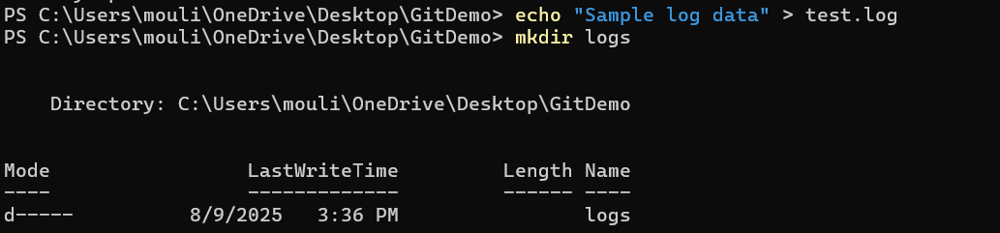 PS C:\Users\mouli\OneDrive\Desktop\GitDemo> echo "Sample log data" > test.log
PS C:\Users\mouli\OneDrive\Desktop\GitDemo> mkdir logs
Directory: C:\Users\mouli\OneDrive\Desktop\GitDemo
Mode LastWriteTime Length Name
---- ------------- ------ ----
d----- 8/9/2025 3:36 PM logs